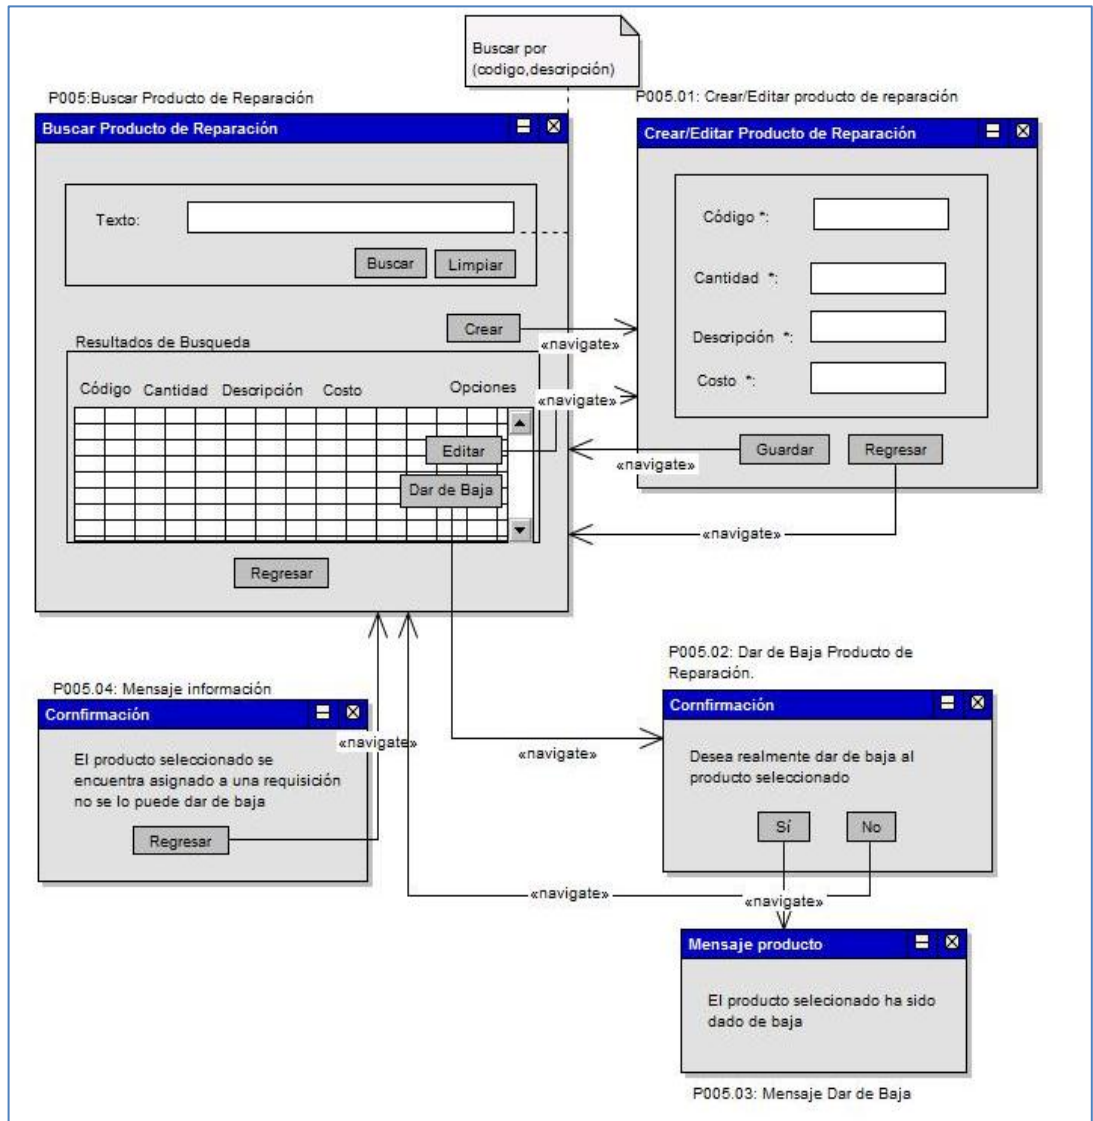 Buscar por
(codigo,descripción)
P005:Buscar Producto de Reparación
Buscar Producto de Reparación
Texto:
Buscar
Limpiar
Crear
«navigate»
Resultados de Busqueda
Código Cantidad Descripción Costo Opciones
«navigate»
Editar
Dar de Baja
Regresar
P005.01: Crear/Editar producto de reparación
Crear/Editar Producto de Reparación
Código *:
Cantidad *:
Descripción *:
Costo *:
Guardar
Regresar
«navigate»
«navigate»
P005.04: Mensaje información
Cornfirmación
El producto seleccionado se
encuentra asignado a una requisición
no se lo puede dar de baja
Regresar
«navigate»
«navigate»
P005.02: Dar de Baja Producto de
Reparación.
Cornfirmación
Desea realmente dar de baja al
producto seleccionado
Sí
No
«navigate»
«navigate»
Mensaje producto
El producto selecionado ha sido
dado de baja
P005.03: Mensaje Dar de Baja